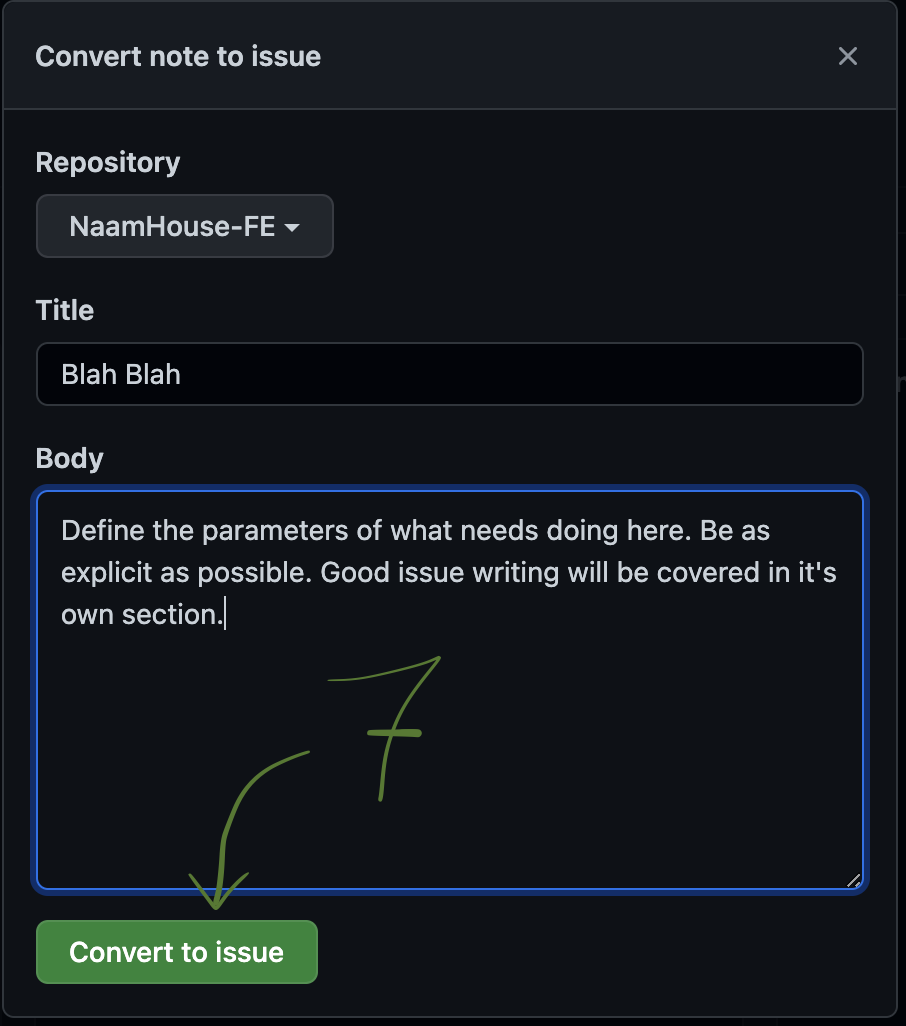 Convert note to issue
Repository
NaamHouse-FE
Title
Blah Blah
Body
Define the parameters of what needs doing here. Be as
explicit as possible. Good issue writing will be covered in it's
own section.
7
Convert to issue